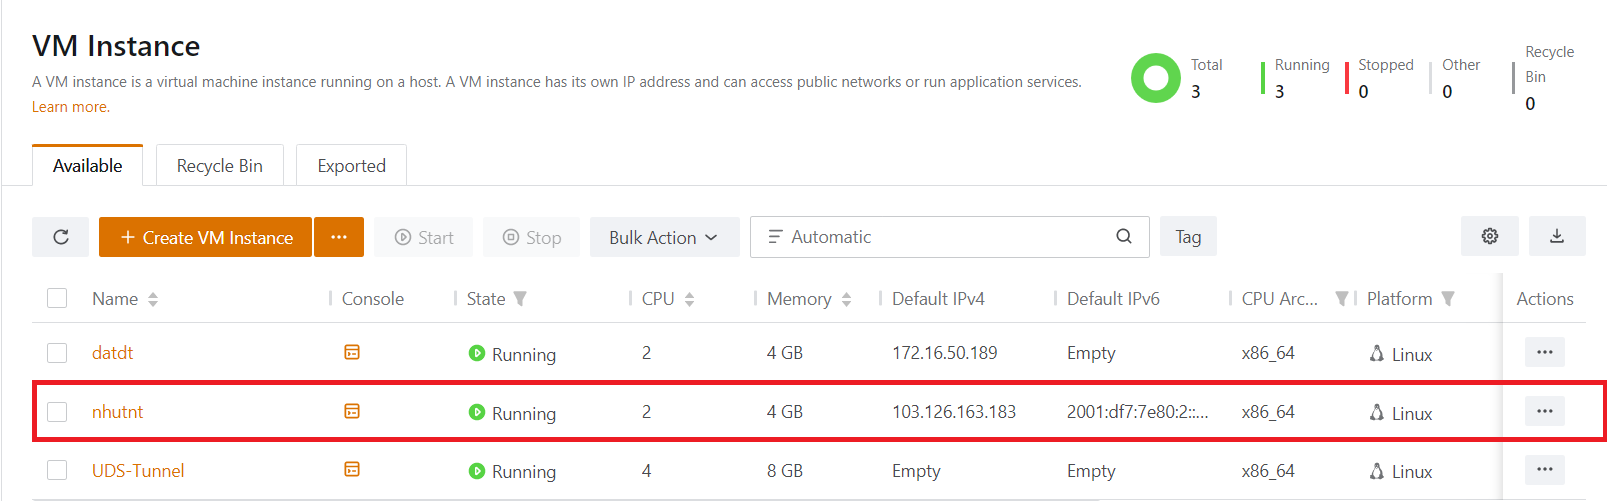 VM Instance
A VM instance is a virtual machine instance running on a host. A VM instance has its own IP address and can access public networks or run application services.
Learn more.
Total
3
Running
3
Stopped
0
Other
0
Recycle
Bin
0
Available
Recycle Bin
Exported
+ Create VM Instance
Start
Stop
Bulk Action
Automatic
Tag
Name Console State CPU Memory Default IPv4 Default IPv6 CPU Arc... Platform Actions
datdt Running 2 4 GB 172.16.50.189 Empty x86_64 Linux
nhutnt Running 2 4 GB 103.126.163.183 2001:df7:7e80:2::... x86_64 Linux
UDS-Tunnel Running 4 8 GB Empty Empty x86_64 Linux